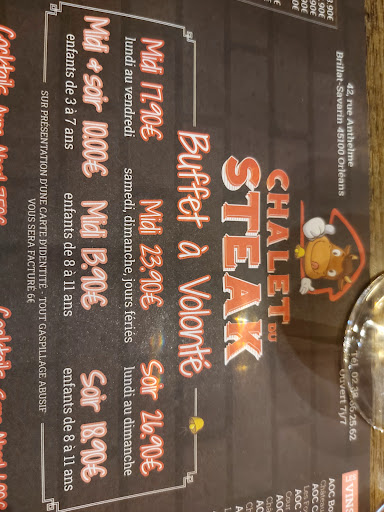 42, rue Anthelme
Brillat-Savarin 45100 Orléans
CHALET DU
STEAK
Buffet à Volonté
Midi 17.90€
lundi au vendredi
Midi 23.90€
samedi, dimanche, jours fériés
Soir 26.90€
lundi au dimanche
Midi & soir 10.00€
enfants de 3 à 7 ans
Midi 13.90€
enfants de 8 à 11 ans
Soir 18.90€
enfants de 8 à 11 ans
SUR PRÉSENTATION D'UNE CARTE D'IDENTITE - TOUT GASPILLAGE ABUSIF
VOUS SERA FACTURÉ 6€